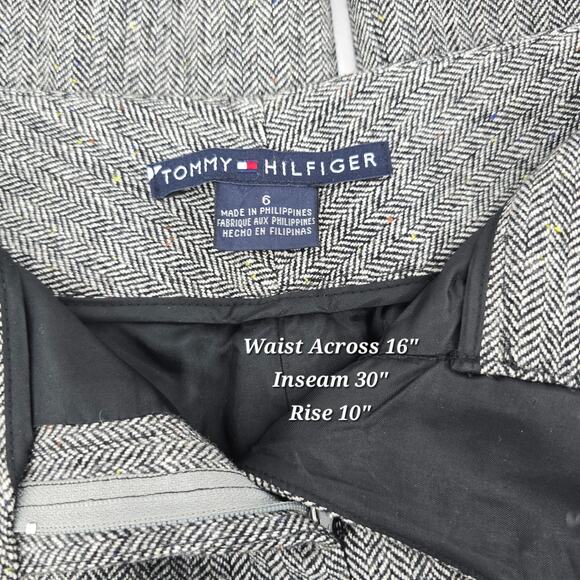 TOMMY HILFIGER
6
MADE IN PHILIPPINES
FABRIQUE AUX PHILIPPINES
HECHO EN FILIPINAS
Waist Across 16"
Inseam 30"
Rise 10"